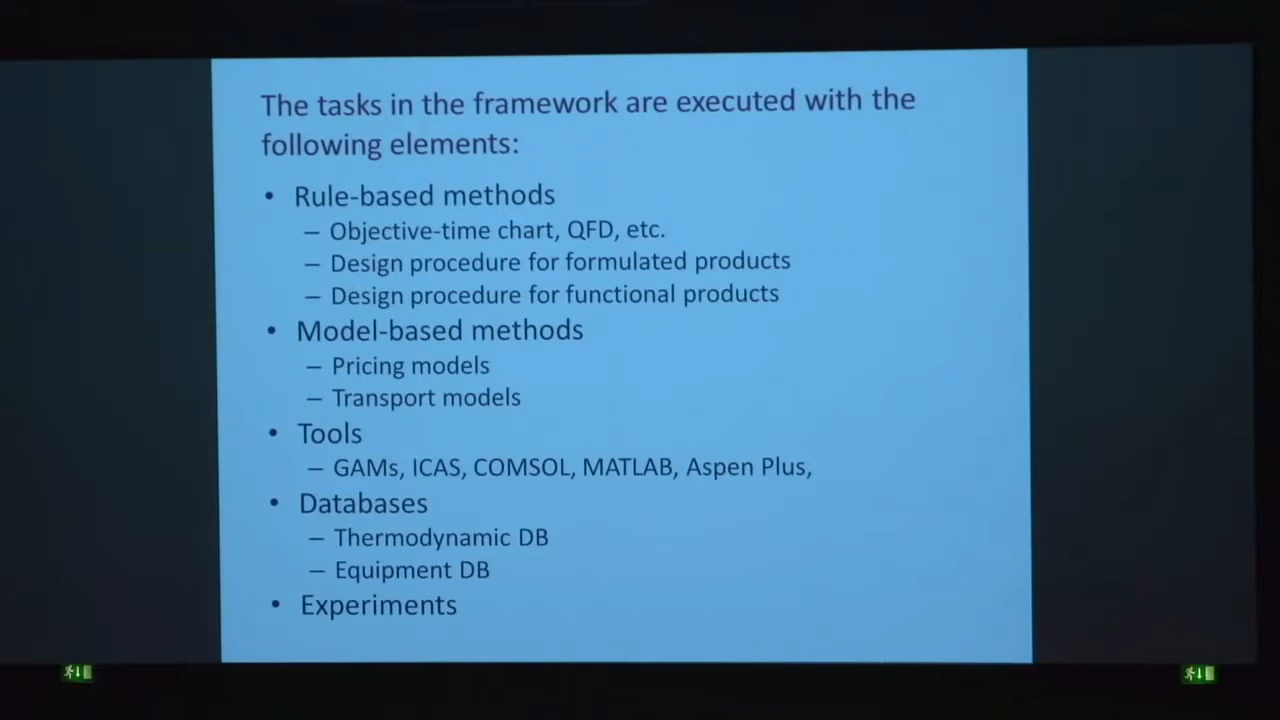 The tasks in the framework are executed with the
following elements:
• Rule-based methods
– Objective-time chart, QFD, etc.
– Design procedure for formulated products
– Design procedure for functional products
• Model-based methods
– Pricing models
– Transport models
• Tools
– GAMs, ICAS, COMSOL, MATLAB, Aspen Plus,
• Databases
– Thermodynamic DB
– Equipment DB
• Experiments